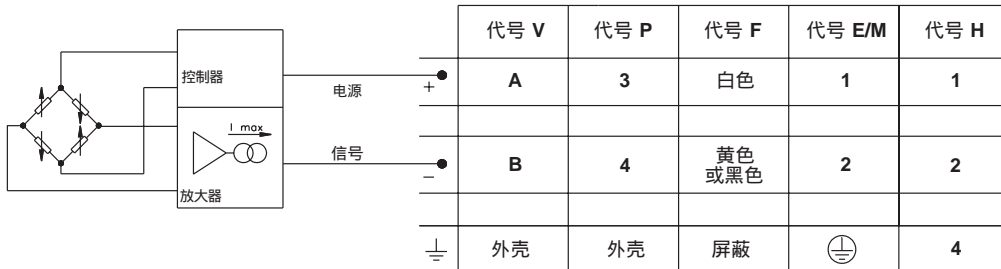 控制器
I max
放大器
电源
信号
代号 V 代号 P 代号 F 代号 E/M 代号 H
+ A 3 白色 1 1
− B 4 黄色 2 2
或黑色
外壳 外壳 屏蔽 4